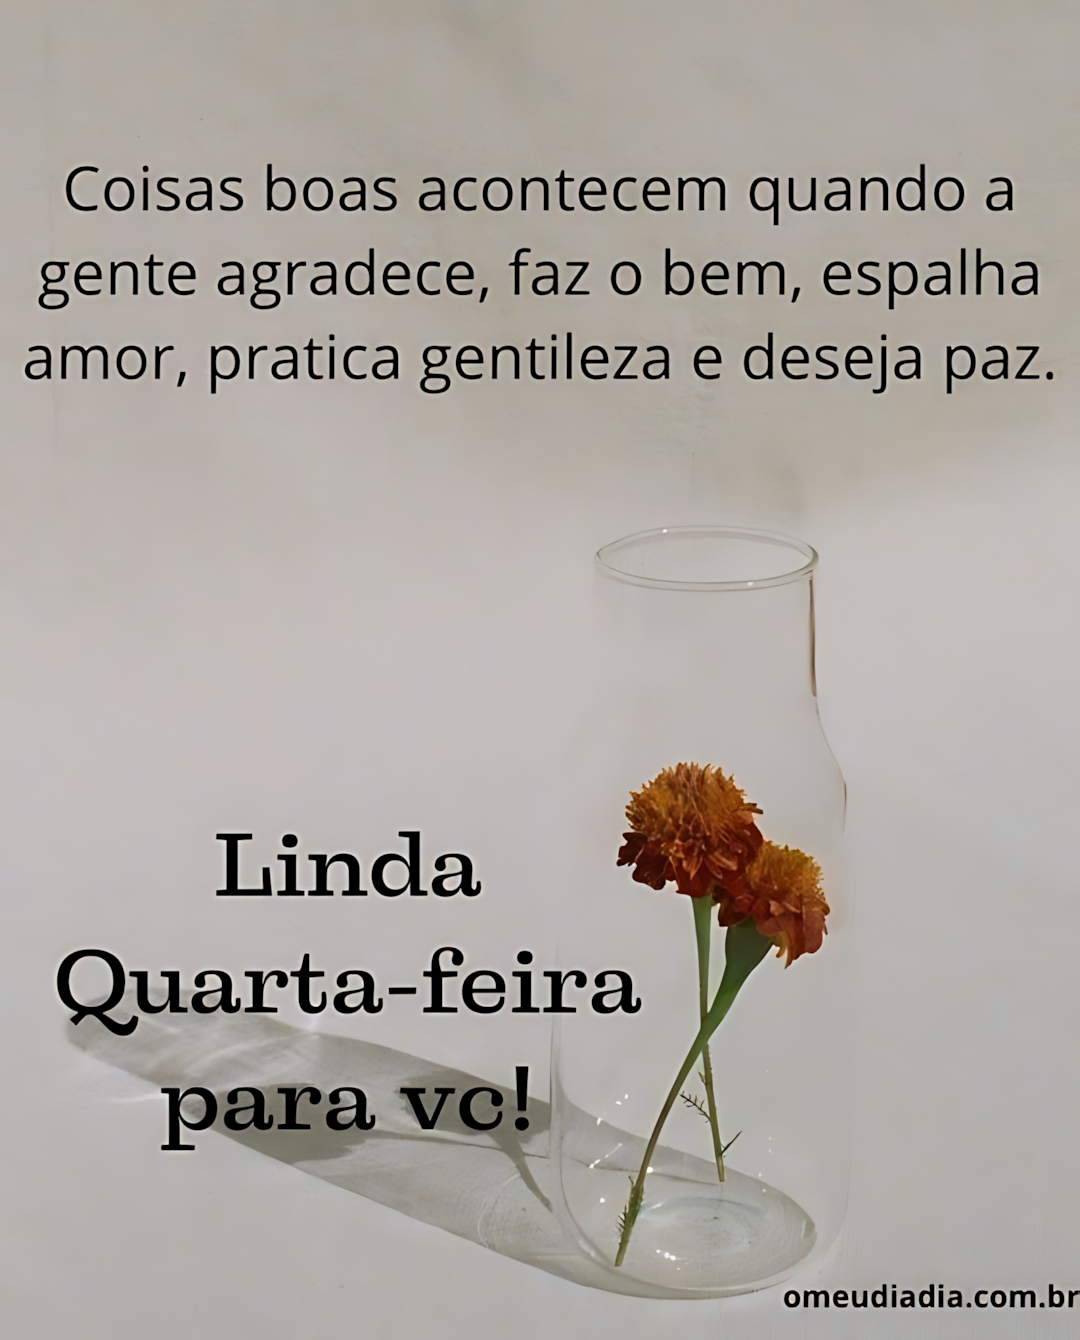 Coisas boas acontecem quando a
gente agradece, faz o bem, espalha
amor, pratica gentileza e deseja paz.
Linda
Quarta-feira
para vc!
omeudiadia.com.br